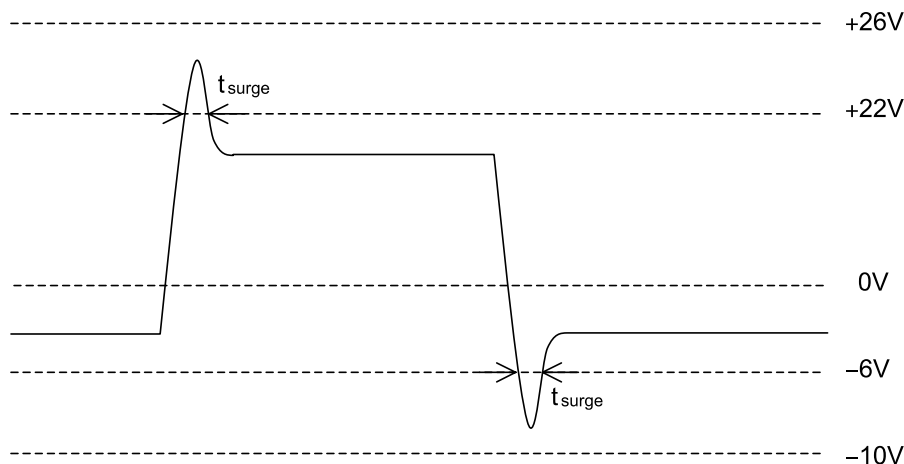 +26V
tsurge
+22V
0V
–6V
tsurge
–10V